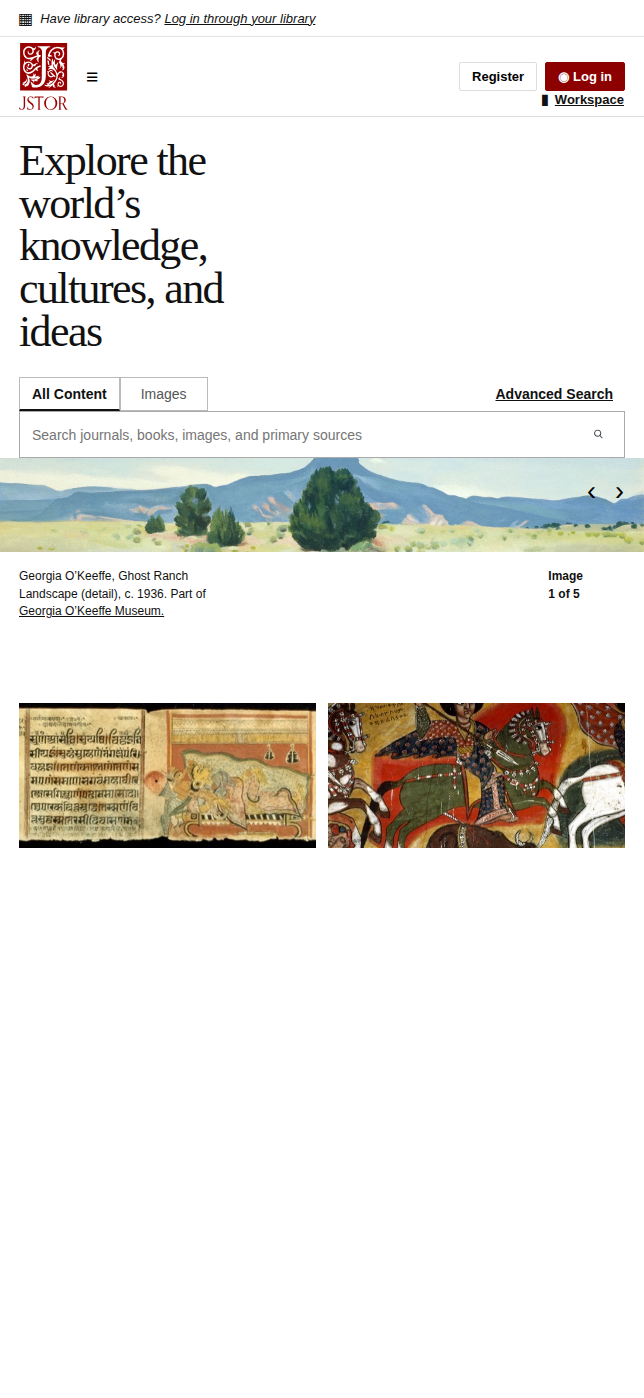 Have library access? Log in through your library
JSTOR
Register
Log in
Workspace
Explore the
world’s
knowledge,
cultures, and
ideas
All Content
Images
Advanced Search
Search journals, books, images, and primary sources
Georgia O’Keeffe, Ghost Ranch
Landscape (detail), c. 1936. Part of
Georgia O’Keeffe Museum.
Image
1 of 5